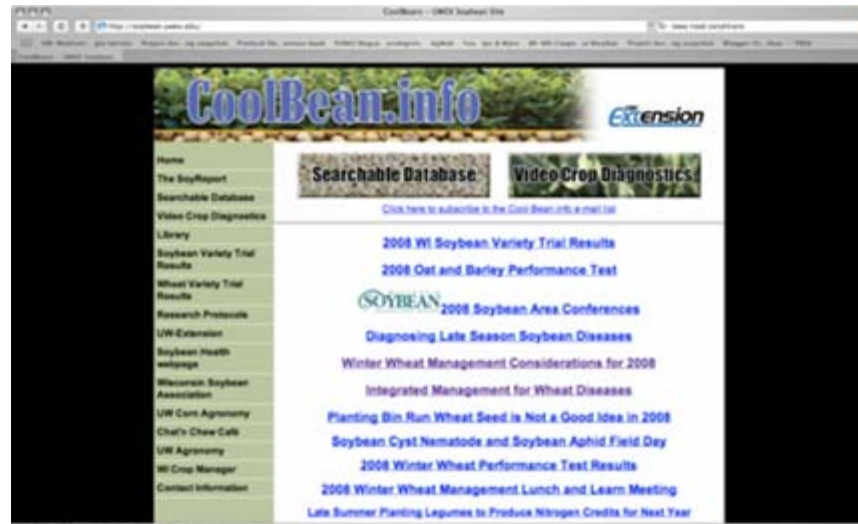 CoolBeans - UWEX Soybean Site
CoolBean.info
Extension
Home
The SoyReport
Searchable Database
Video Crop Diagnostics
Library
Soybean Variety Trial
Results
Wheat Variety Trial
Results
Research Protocols
UW-Extension
Soybean Health
webpage
Wisconsin Soybean
Association
UW Corn Agronomy
Chat'n Chew Café
UW Agronomy
WI Crop Manager
Contact Information
Searchable Database
Video Crop Diagnostics!
Click here to subscribe to the Cool Bean.info e-mail list
2008 WI Soybean Variety Trial Results
2008 Oat and Barley Performance Test
SOYBEAN 2008 Soybean Area Conferences
Diagnosing Late Season Soybean Diseases
Winter Wheat Management Considerations for 2008
Integrated Management for Wheat Diseases
Planting Bin Run Wheat Seed is Not a Good Idea in 2008
Soybean Cyst Nematode and Soybean Aphid Field Day
2008 Winter Wheat Performance Test Results
2008 Winter Wheat Management Lunch and Learn Meeting
Late Summer Planting Legumes to Produce Nitrogen Credits for Next Year